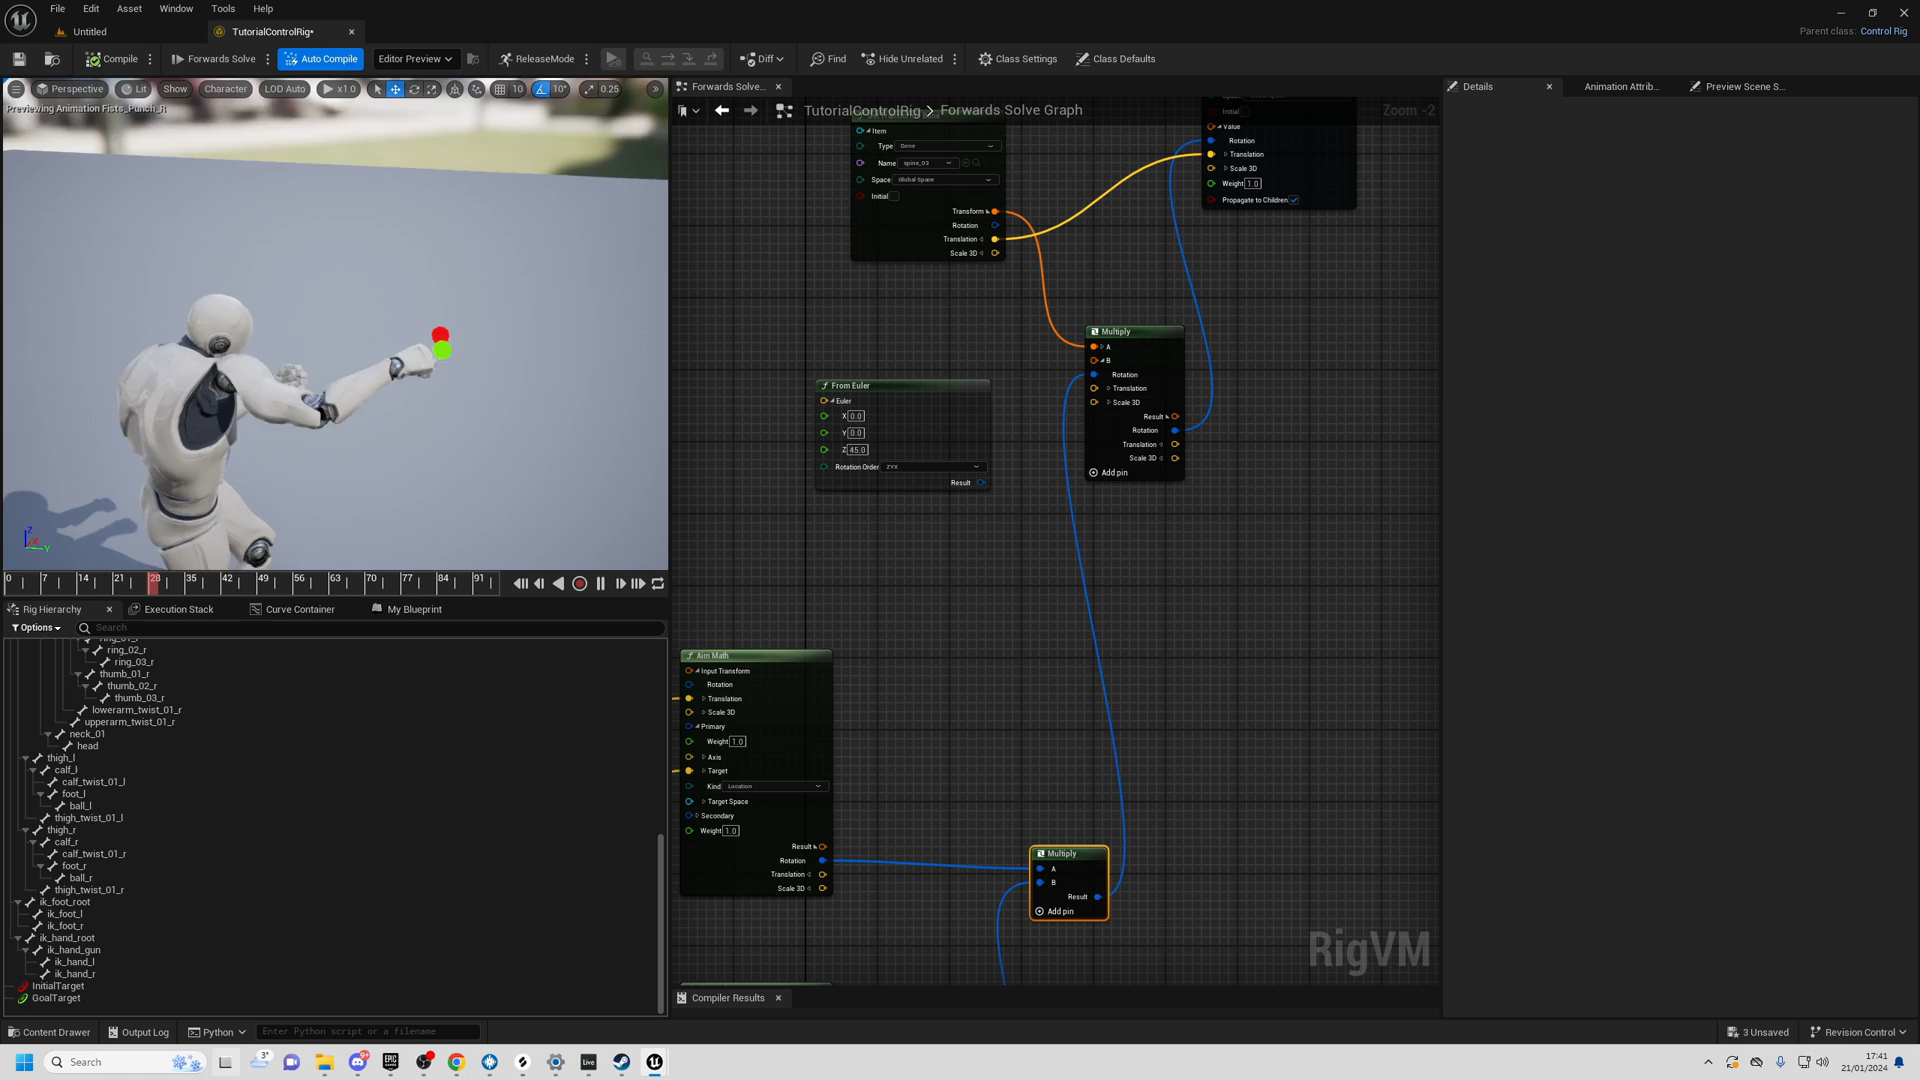 File Edit Asset Window Tools Help
Untitled
TutorialControlRig*
Parent class: Control Rig
Compile
Forwards Solve
Auto Compile
Editor Preview
ReleaseMode
Diff
Find
Hide Unrelated
Class Settings
Class Defaults
Perspective
Lit
Show
Character
LOD Auto
x1.0
10
10°
0.25
Previewing Animation Fists_Punch_R
Z
X
Y
0 7 14 21 28 35 42 49 56 63 70 77 84 91
Rig Hierarchy
Execution Stack
Curve Container
My Blueprint
Options
Search
ring_02_r
ring_03_r
thumb_01_r
thumb_02_r
thumb_03_r
lowerarm_twist_01_r
upperarm_twist_01_r
neck_01
head
thigh_l
calf_l
calf_twist_01_l
foot_l
ball_l
thigh_twist_01_l
thigh_r
calf_r
calf_twist_01_r
foot_r
ball_r
thigh_twist_01_r
ik_foot_root
ik_foot_l
ik_foot_r
ik_hand_root
ik_hand_gun
ik_hand_l
ik_hand_r
InitialTarget
GoalTarget
Forwards Solve...
TutorialControlRig > Forwards Solve Graph
Zoom -2
Item
Type Bone
Name spine_03
Space Global Space
Initial
Transform
Rotation
Translation
Scale 3D
Initial
Value
Rotation
Translation
Scale 3D
Weight 1.0
Propagate to Children
Multiply
A
B
Rotation
Translation
Scale 3D
Result
Rotation
Translation
Scale 3D
Add pin
From Euler
Euler
X 0.0
Y 0.0
Z 45.0
Rotation Order ZYX
Result
Aim Math
Input Transform
Rotation
Translation
Scale 3D
Primary
Weight 1.0
Axis
Target
Kind Location
Target Space
Secondary
Weight 1.0
Result
Rotation
Translation
Scale 3D
Multiply
A
B
Result
Add pin
RigVM
Compiler Results
Details
Animation Attrib...
Preview Scene S...
Content Drawer
Output Log
Python
Enter Python script or a filename
3 Unsaved
Revision Control
Search
3°
17:41
21/01/2024